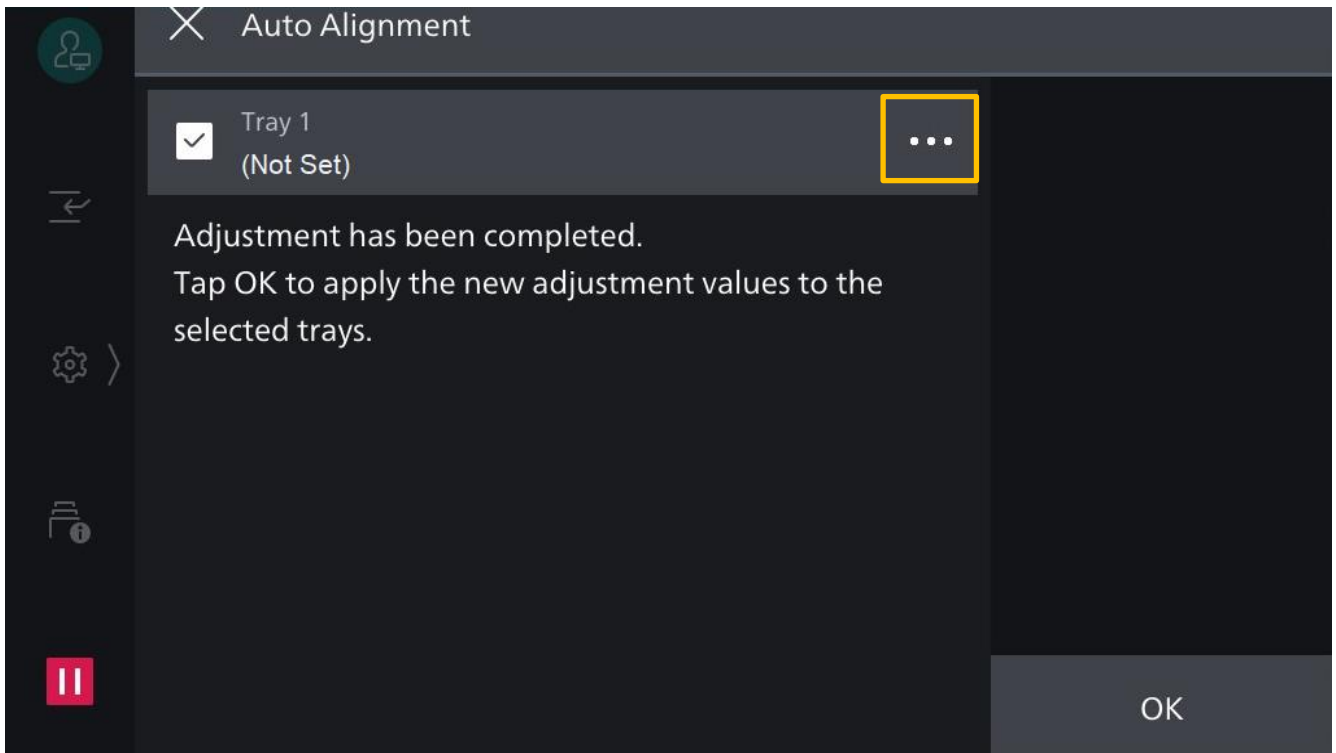 Auto Alignment
Tray 1
(Not Set)
Adjustment has been completed.
Tap OK to apply the new adjustment values to the
selected trays.
OK